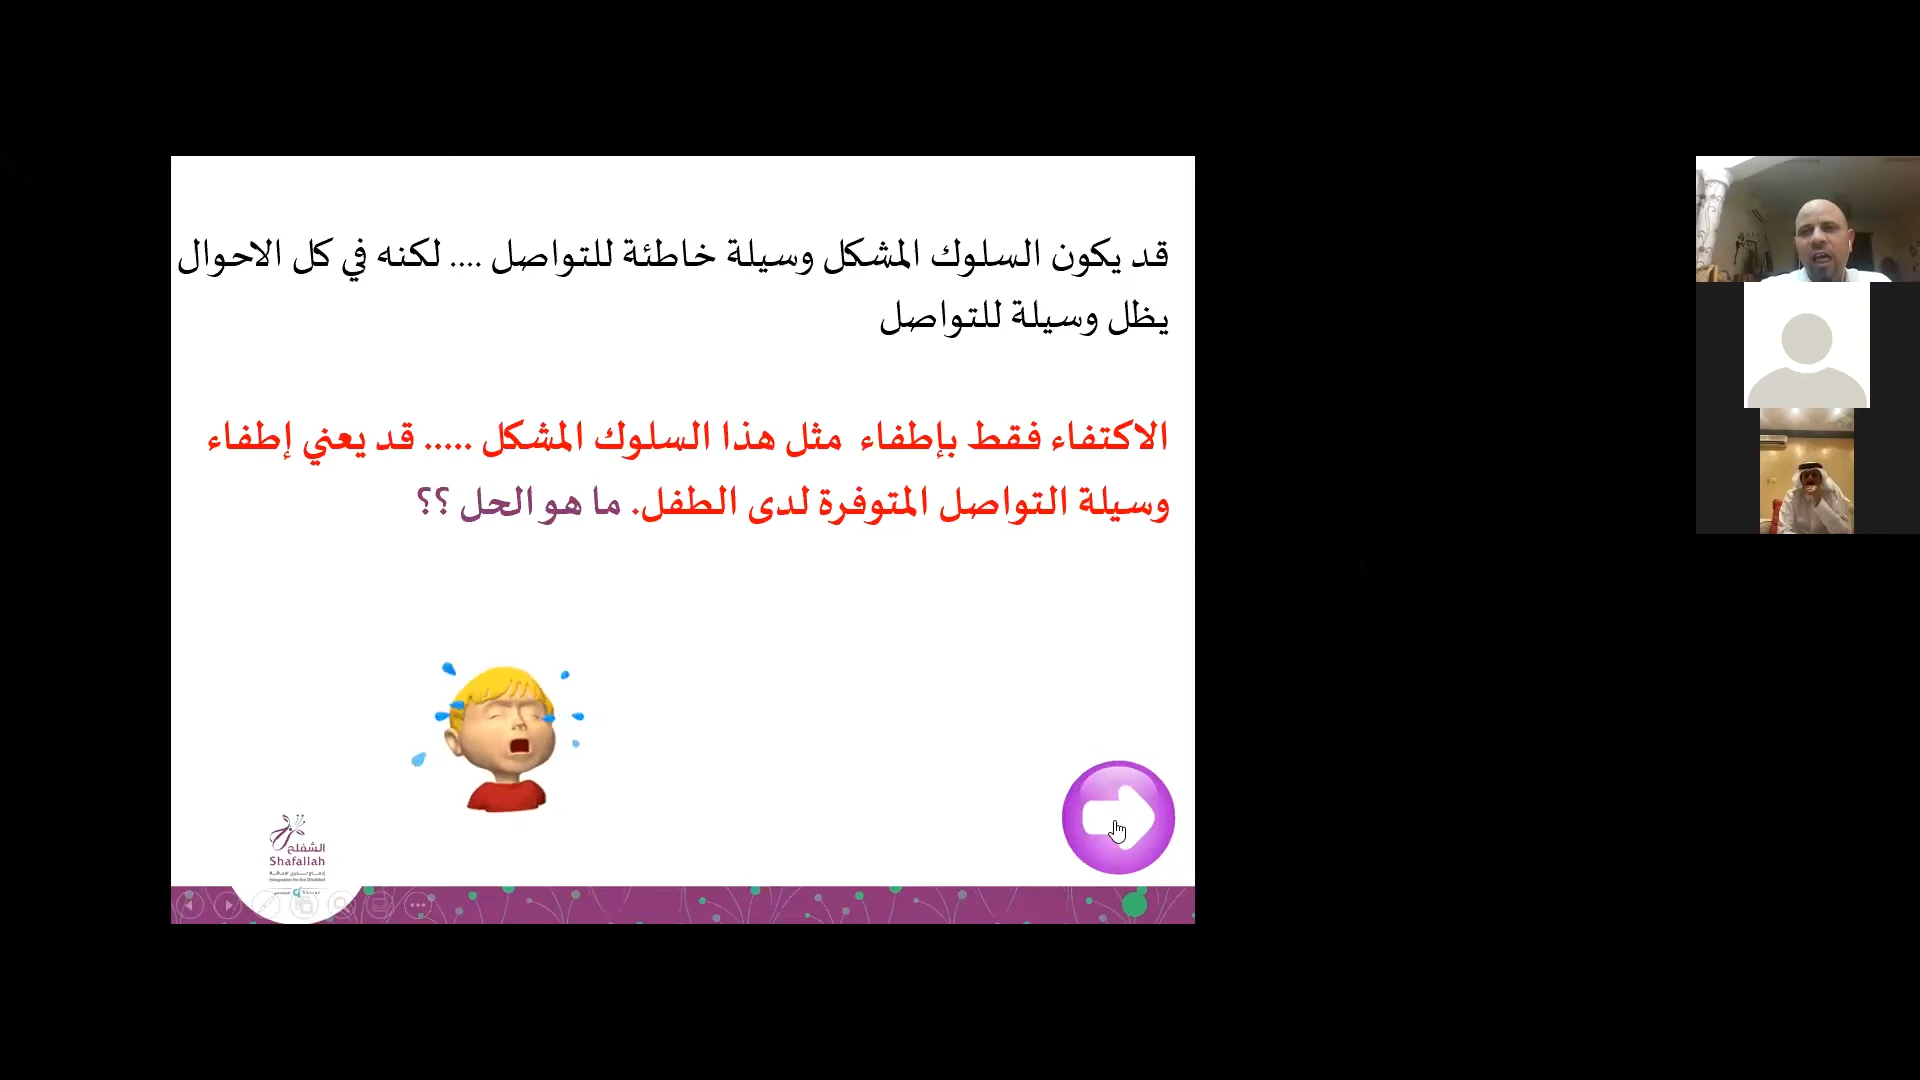 قد يكون السلوك المشكل وسيلة خاطئة للتواصل .... لكنه في كل الاحوال
يظل وسيلة للتواصل
الاكتفاء فقط بإطفاء مثل هذا السلوك المشكل ..... قد يعني إطفاء
وسيلة التواصل المتوفرة لدى الطفل. ما هو الحل ؟؟
الشفلح
Shafallah